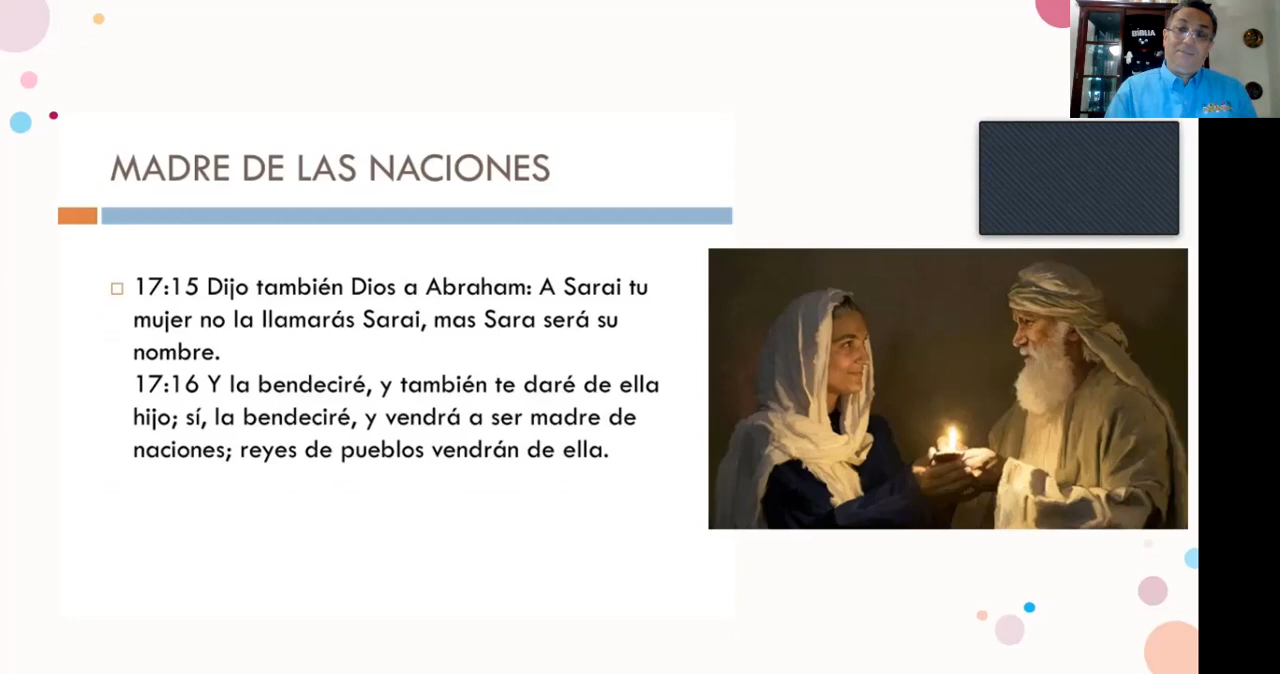 BÍBLIA
MADRE DE LAS NACIONES
17:15 Dijo también Dios a Abraham: A Sarai tu
mujer no la llamarás Sarai, mas Sara será su
nombre.
17:16 Y la bendeciré, y también te daré de ella
hijo; sí, la bendeciré, y vendrá a ser madre de
naciones; reyes de pueblos vendrán de ella.